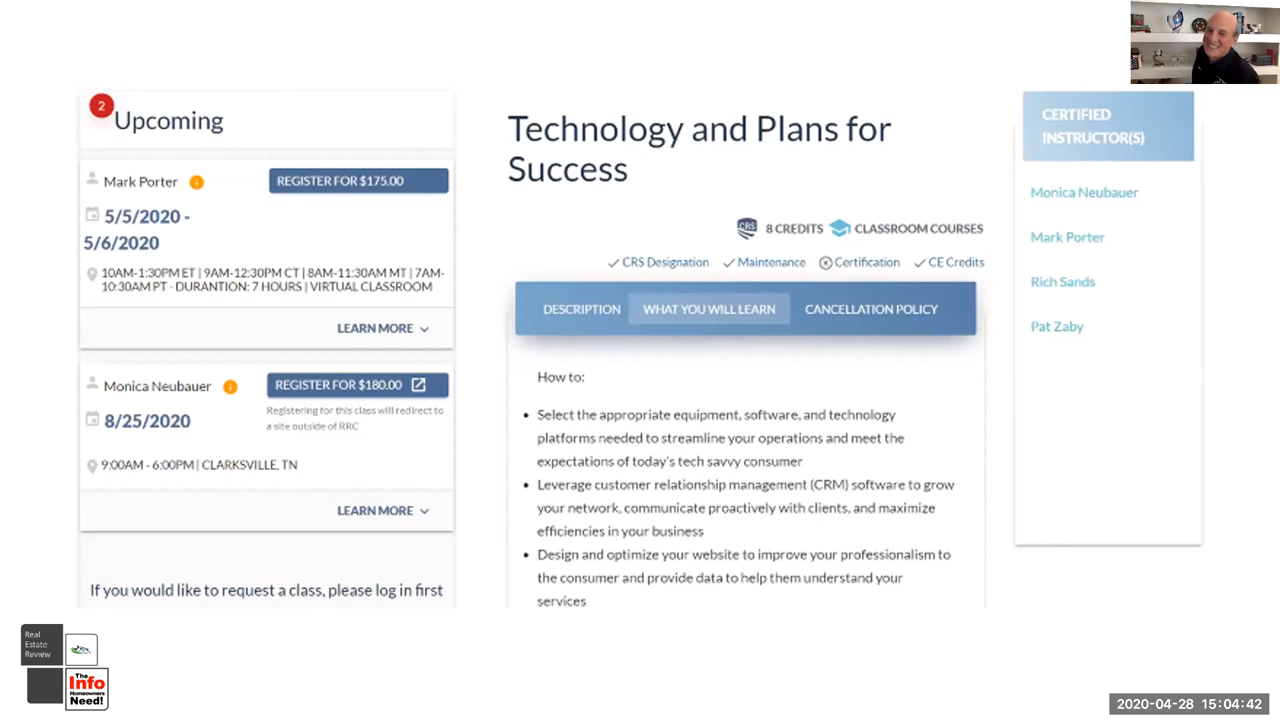 2
Upcoming
Mark Porter
REGISTER FOR $175.00
5/5/2020 -
5/6/2020
10AM-1:30PM ET | 9AM-12:30PM CT | 8AM-11:30AM MT | 7AM-
10:30AM PT - DURANTION: 7 HOURS | VIRTUAL CLASSROOM
LEARN MORE
Monica Neubauer
REGISTER FOR $180.00
8/25/2020
Registering for this class will redirect to
a site outside of RRC
9:00AM - 6:00PM | CLARKSVILLE, TN
LEARN MORE
If you would like to request a class, please log in first
Technology and Plans for
Success
CRS 8 CREDITS CLASSROOM COURSES
CRS Designation Maintenance Certification CE Credits
DESCRIPTION WHAT YOU WILL LEARN CANCELLATION POLICY
How to:
• Select the appropriate equipment, software, and technology
platforms needed to streamline your operations and meet the
expectations of today's tech savvy consumer
• Leverage customer relationship management (CRM) software to grow
your network, communicate proactively with clients, and maximize
efficiencies in your business
• Design and optimize your website to improve your professionalism to
the consumer and provide data to help them understand your
services
CERTIFIED
INSTRUCTOR(S)
Monica Neubauer
Mark Porter
Rich Sands
Pat Zaby
Real
Estate
Review
The
Info
Homeowners
Need!
2020-04-28 15:04:42